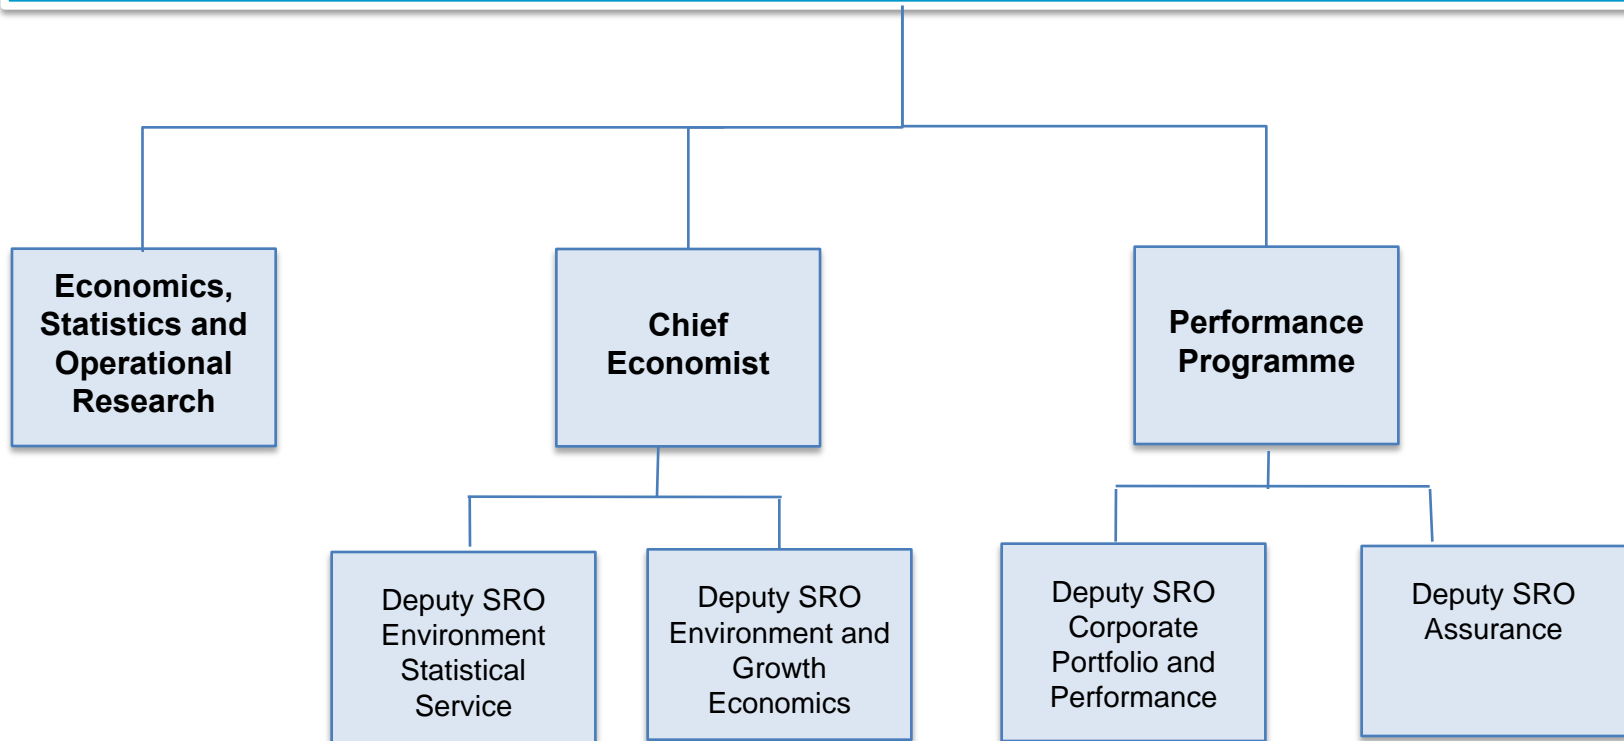 Economics,
Statistics and
Operational
Research
Chief
Economist
Performance
Programme
Deputy SRO
Environment
Statistical
Service
Deputy SRO
Environment and
Growth
Economics
Deputy SRO
Corporate
Portfolio and
Performance
Deputy SRO
Assurance